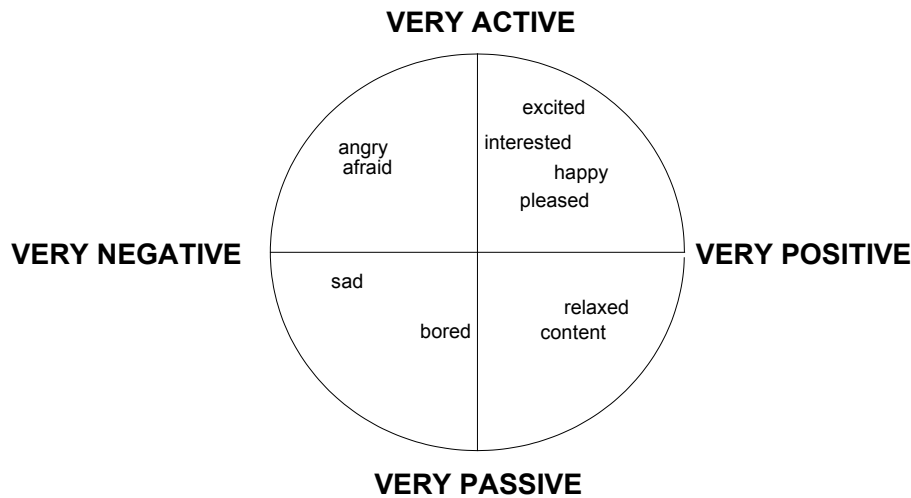 VERY ACTIVE
excited
interested
angry
afraid
happy
pleased
VERY NEGATIVE
VERY POSITIVE
sad
relaxed
bored
content
VERY PASSIVE